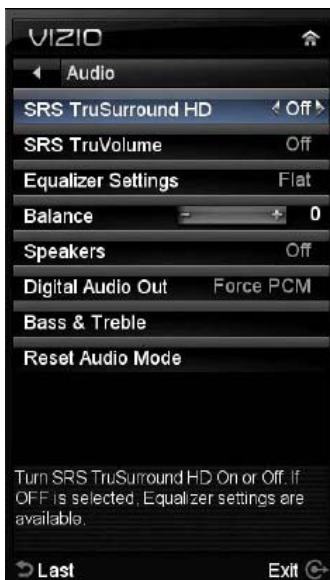 VIZIO
Audio
SRS TruSurround HD Off
SRS TruVolume Off
Equalizer Settings Flat
Balance - + 0
Speakers Off
Digital Audio Out Force PCM
Bass & Treble
Reset Audio Mode
Turn SRS TruSurround HD On or Off. If
OFF is selected, Equalizer settings are
available.
Last Exit